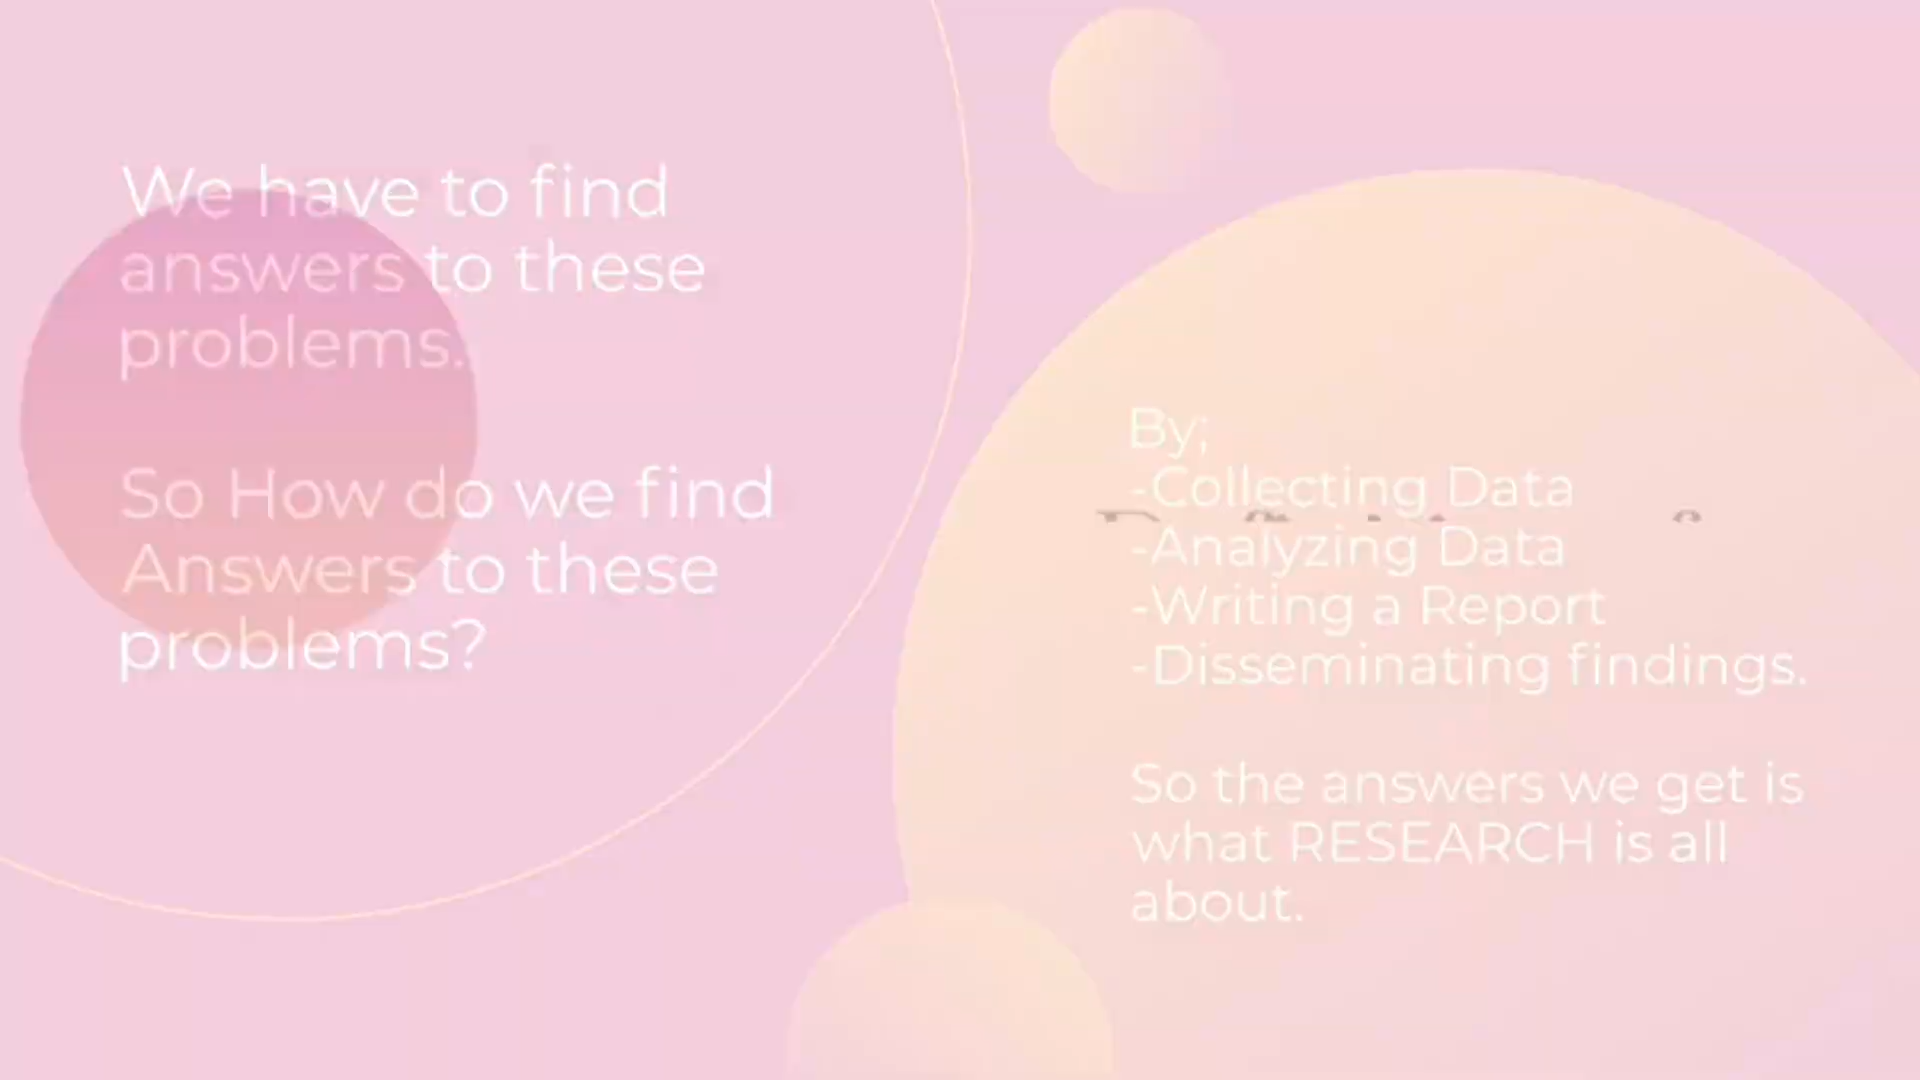 We have to find
answers to these
problems.
So How do we find
Answers to these
problems?
By;
-Collecting Data
-Analyzing Data
-Writing a Report
-Disseminating findings.
So the answers we get is
what RESEARCH is all
about.